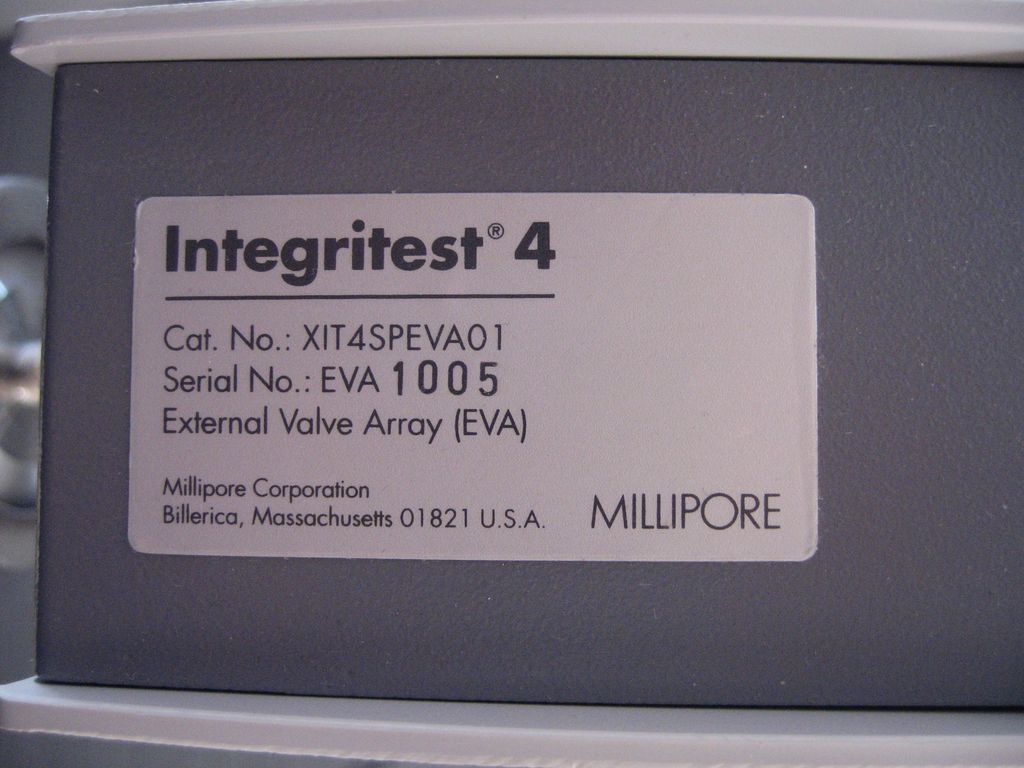 Integritest® 4
Cat. No.: XIT4SPEVA01
Serial No.: EVA 1005
External Valve Array (EVA)
Millipore Corporation
Billerica, Massachusetts 01821 U.S.A.
MILLIPORE